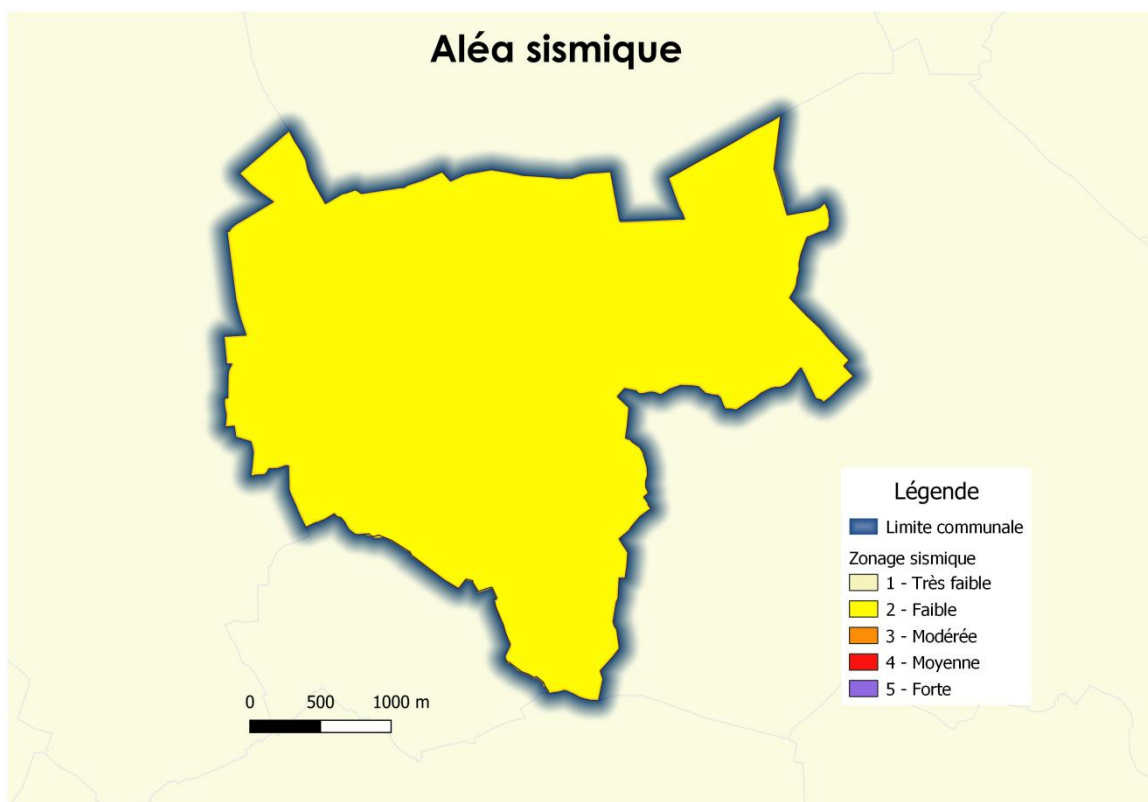 Aléa sismique
Légende
Limite communale
Zonage sismique
1 - Très faible
2 - Faible
3 - Modérée
4 - Moyenne
5 - Forte
0 500 1000 m